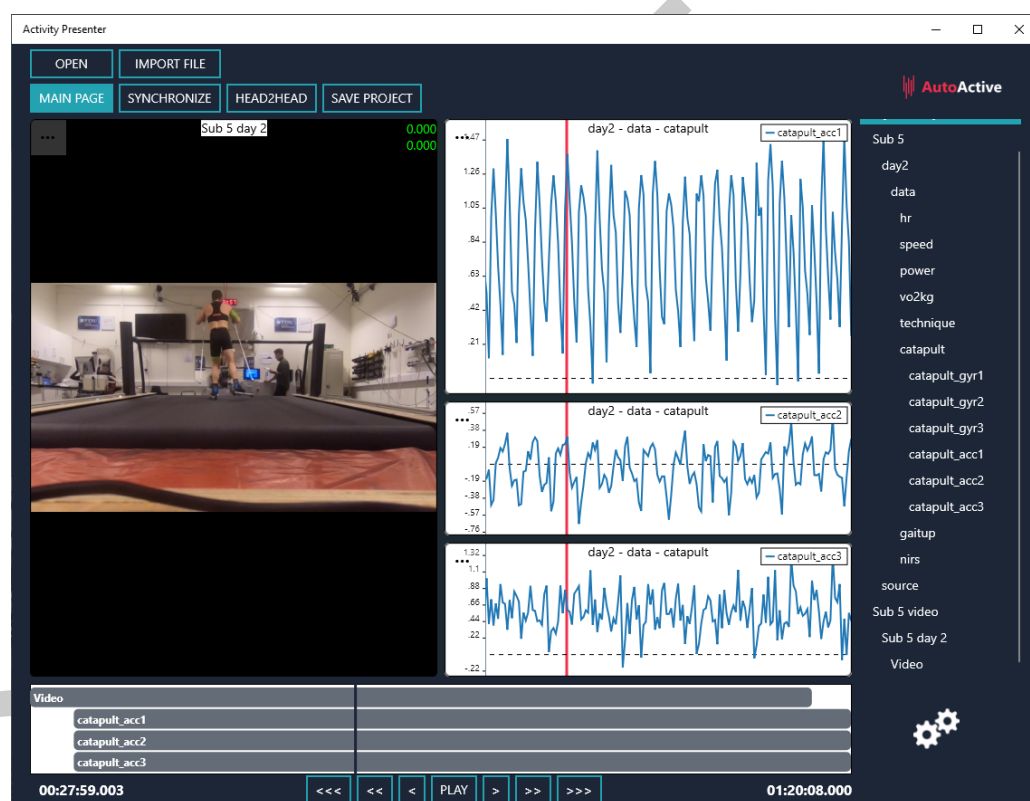 Activity Presenter
OPEN IMPORT FILE
MAIN PAGE SYNCHRONIZE HEAD2HEAD SAVE PROJECT
AutoActive
Sub 5 day 2
0.000
0.000
day2 - data - catapult
catapult_acc1
1.26
1.05
.84
.63
.42
.21
day2 - data - catapult
catapult_acc2
.57
.38
.19
-.19
-.38
-.57
-.76
day2 - data - catapult
catapult_acc3
1.32
1.1
.88
.66
.44
.22
-.22
Sub 5
day2
data
hr
speed
power
vo2kg
technique
catapult
catapult_gyr1
catapult_gyr2
catapult_gyr3
catapult_acc1
catapult_acc2
catapult_acc3
gaitup
nirs
source
Sub 5 video
Sub 5 day 2
Video
Video
catapult_acc1
catapult_acc2
catapult_acc3
00:27:59.003 <<< << < PLAY > >> >>> 01:20:08.000